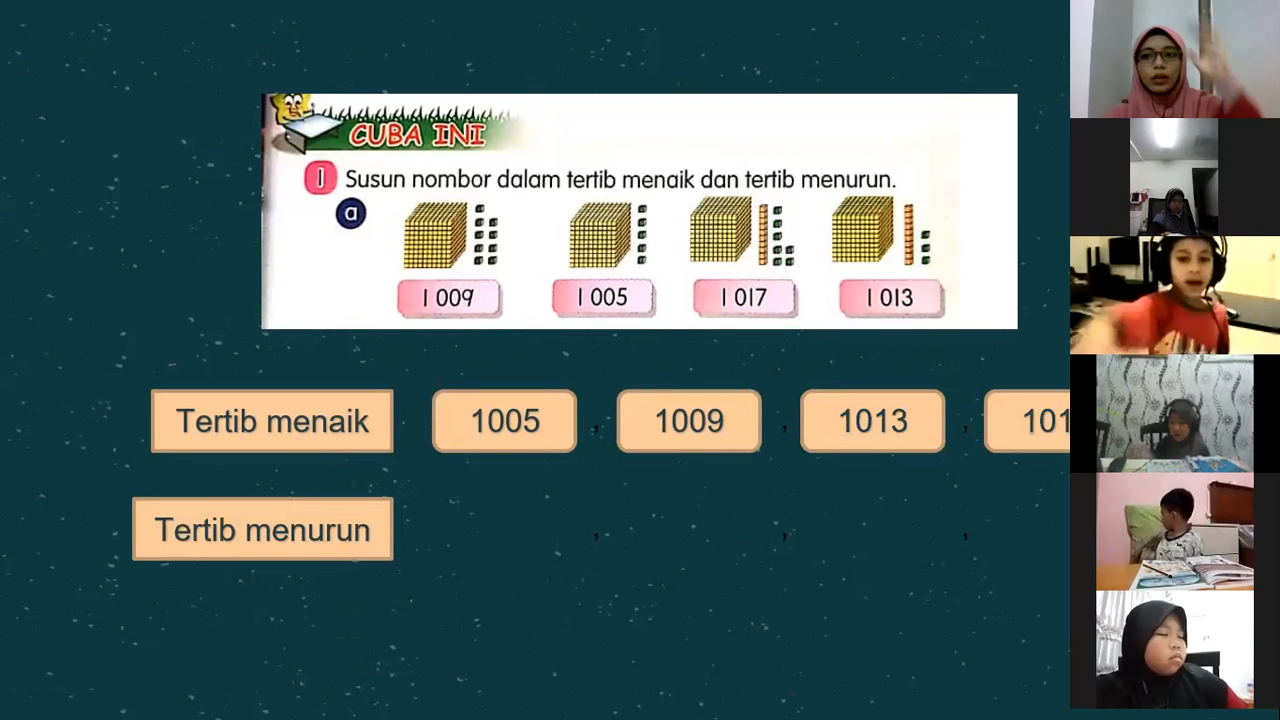 CUBA INI
1 Susun nombor dalam tertib menaik dan tertib menurun.
a
1 009 1 005 1 017 1 013
Tertib menaik 1005 , 1009 , 1013 , 101
Tertib menurun , , ,